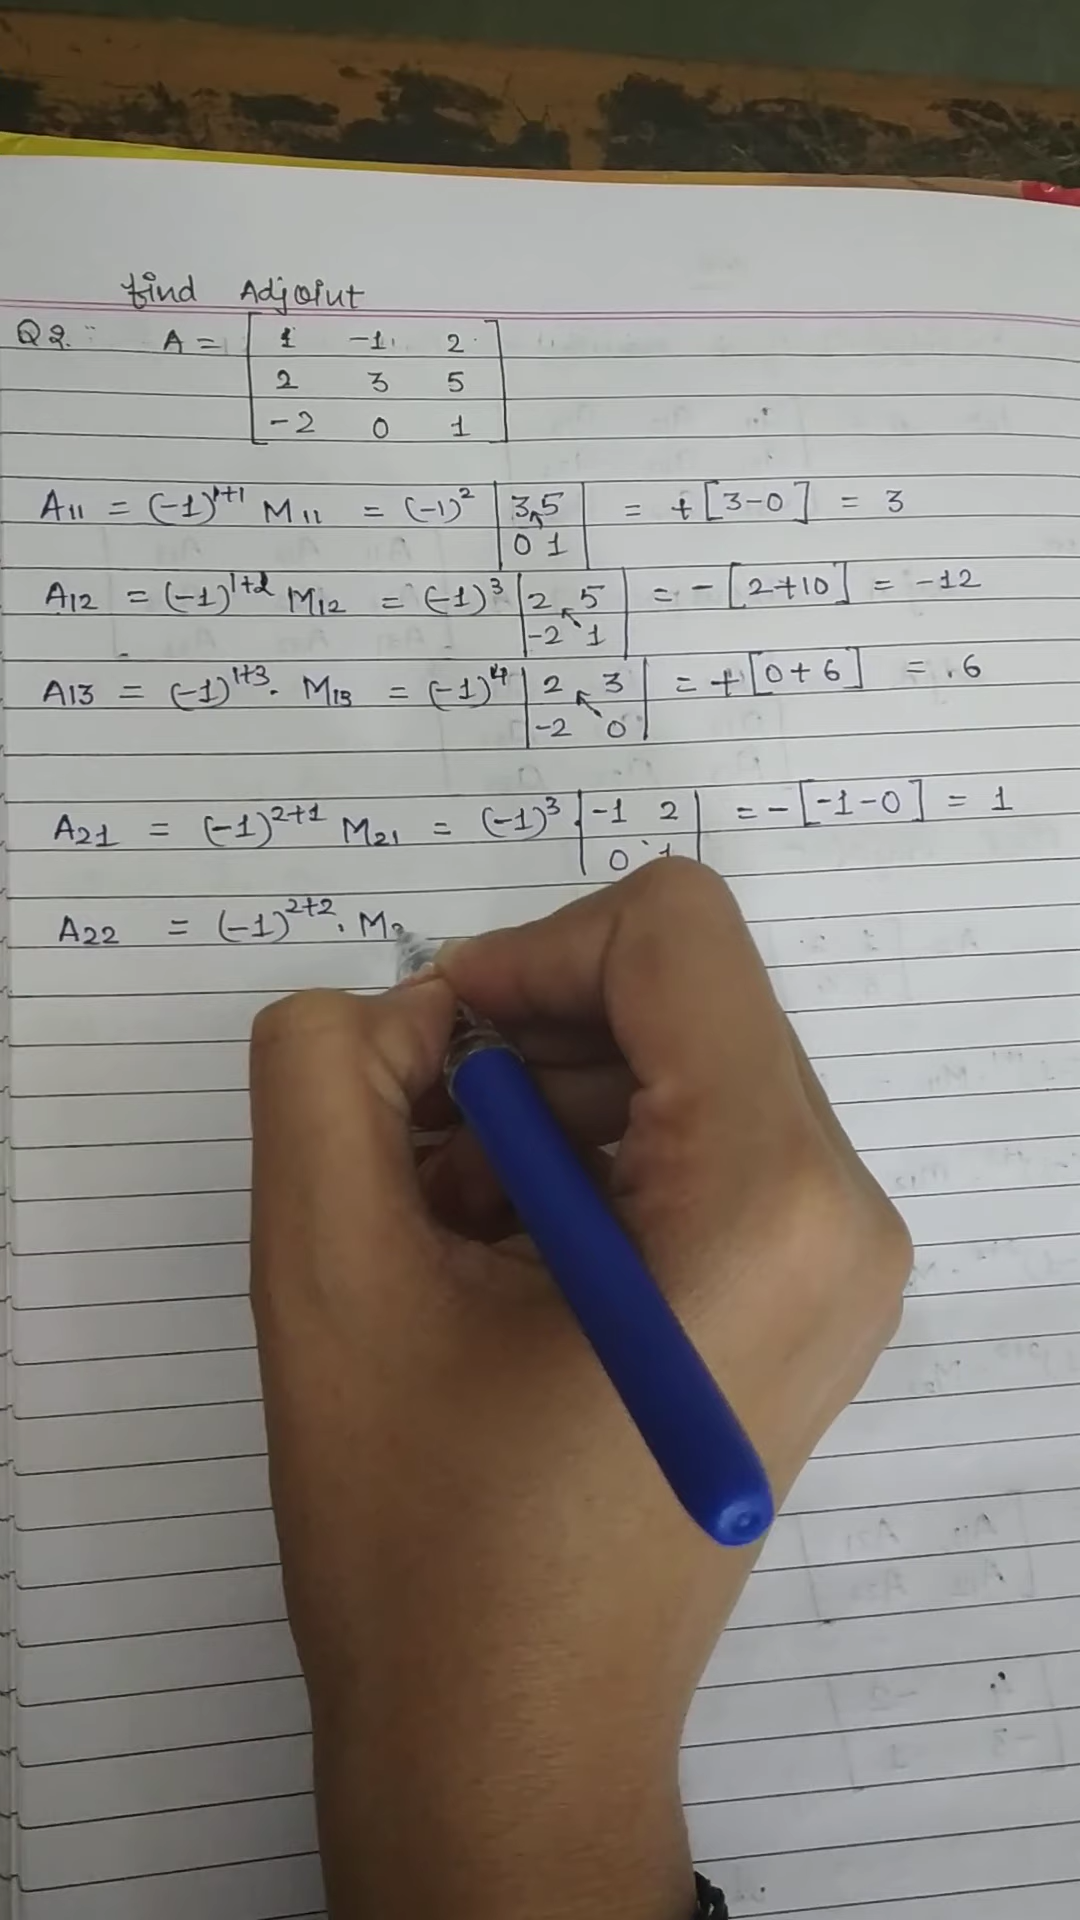 find Adjoint
Q2. A = [ 1 -1 2
2 3 5
-2 0 1 ]
A11 = (-1)^1+1 M11 = (-1)^2 | 3 5 | = +[3-0] = 3
0 1
A12 = (-1)^1+2 M12 = (-1)^3 | 2 5 | = -[2+10] = -12
-2 1
A13 = (-1)^1+3 . M13 = (-1)^4 | 2 3 | = +[0+6] = 6
-2 0
A21 = (-1)^2+1 M21 = (-1)^3 . | -1 2 | = -[-1-0] = 1
0 1
A22 = (-1)^2+2 . M2